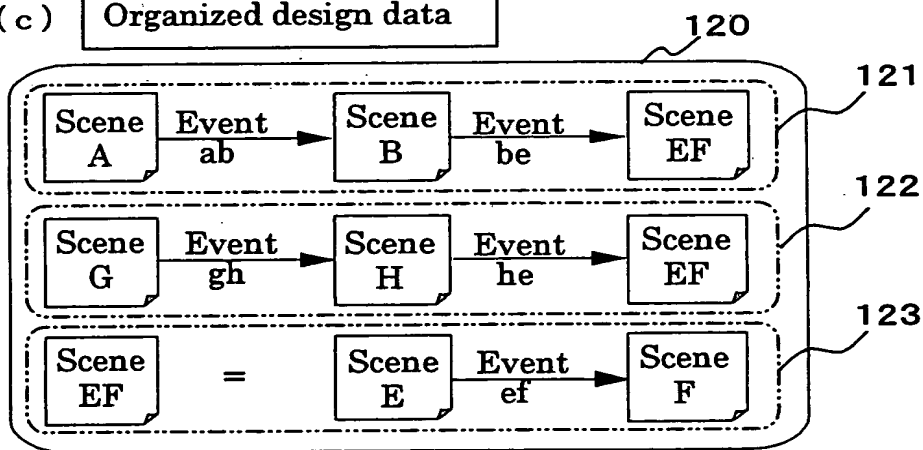 (c) Organized design data
120
121
Scene A Event ab Scene B Event be Scene EF
122
Scene G Event gh Scene H Event he Scene EF
123
Scene EF = Scene E Event ef Scene F